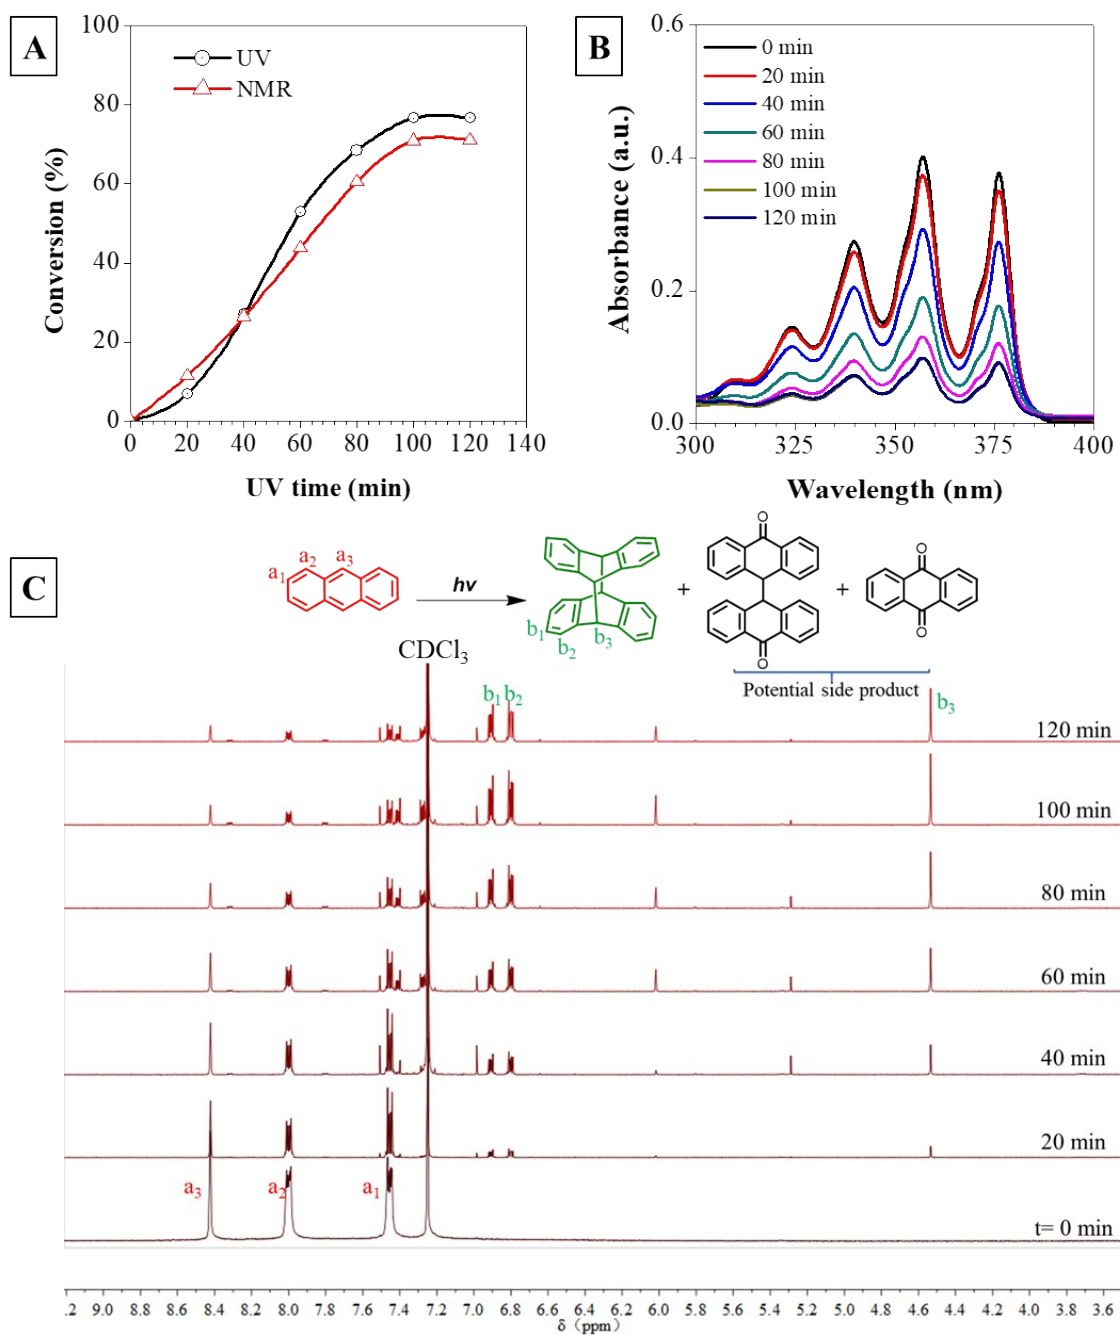 A
100
80
60
40
20
0
Conversion (%)
UV
NMR
0 20 40 60 80 100 120 140
UV time (min)
B
0.6
0.4
0.2
0.0
Absorbance (a.u.)
0 min
20 min
40 min
60 min
80 min
100 min
120 min
300 325 350 375 400
Wavelength (nm)
C
a1
a2
a3
hv
b1
b2
b3
+
O
O
+
O
O
Potential side product
CDCl3
b1 b2
b3
120 min
100 min
80 min
60 min
40 min
20 min
a3
a2
a1
t= 0 min
.2 9.0 8.8 8.6 8.4 8.2 8.0 7.8 7.6 7.4 7.2 7.0 6.8 6.6 6.4 6.2 6.0 5.8 5.6 5.4 5.2 5.0 4.8 4.6 4.4 4.2 4.0 3.8 3.6
δ (ppm)